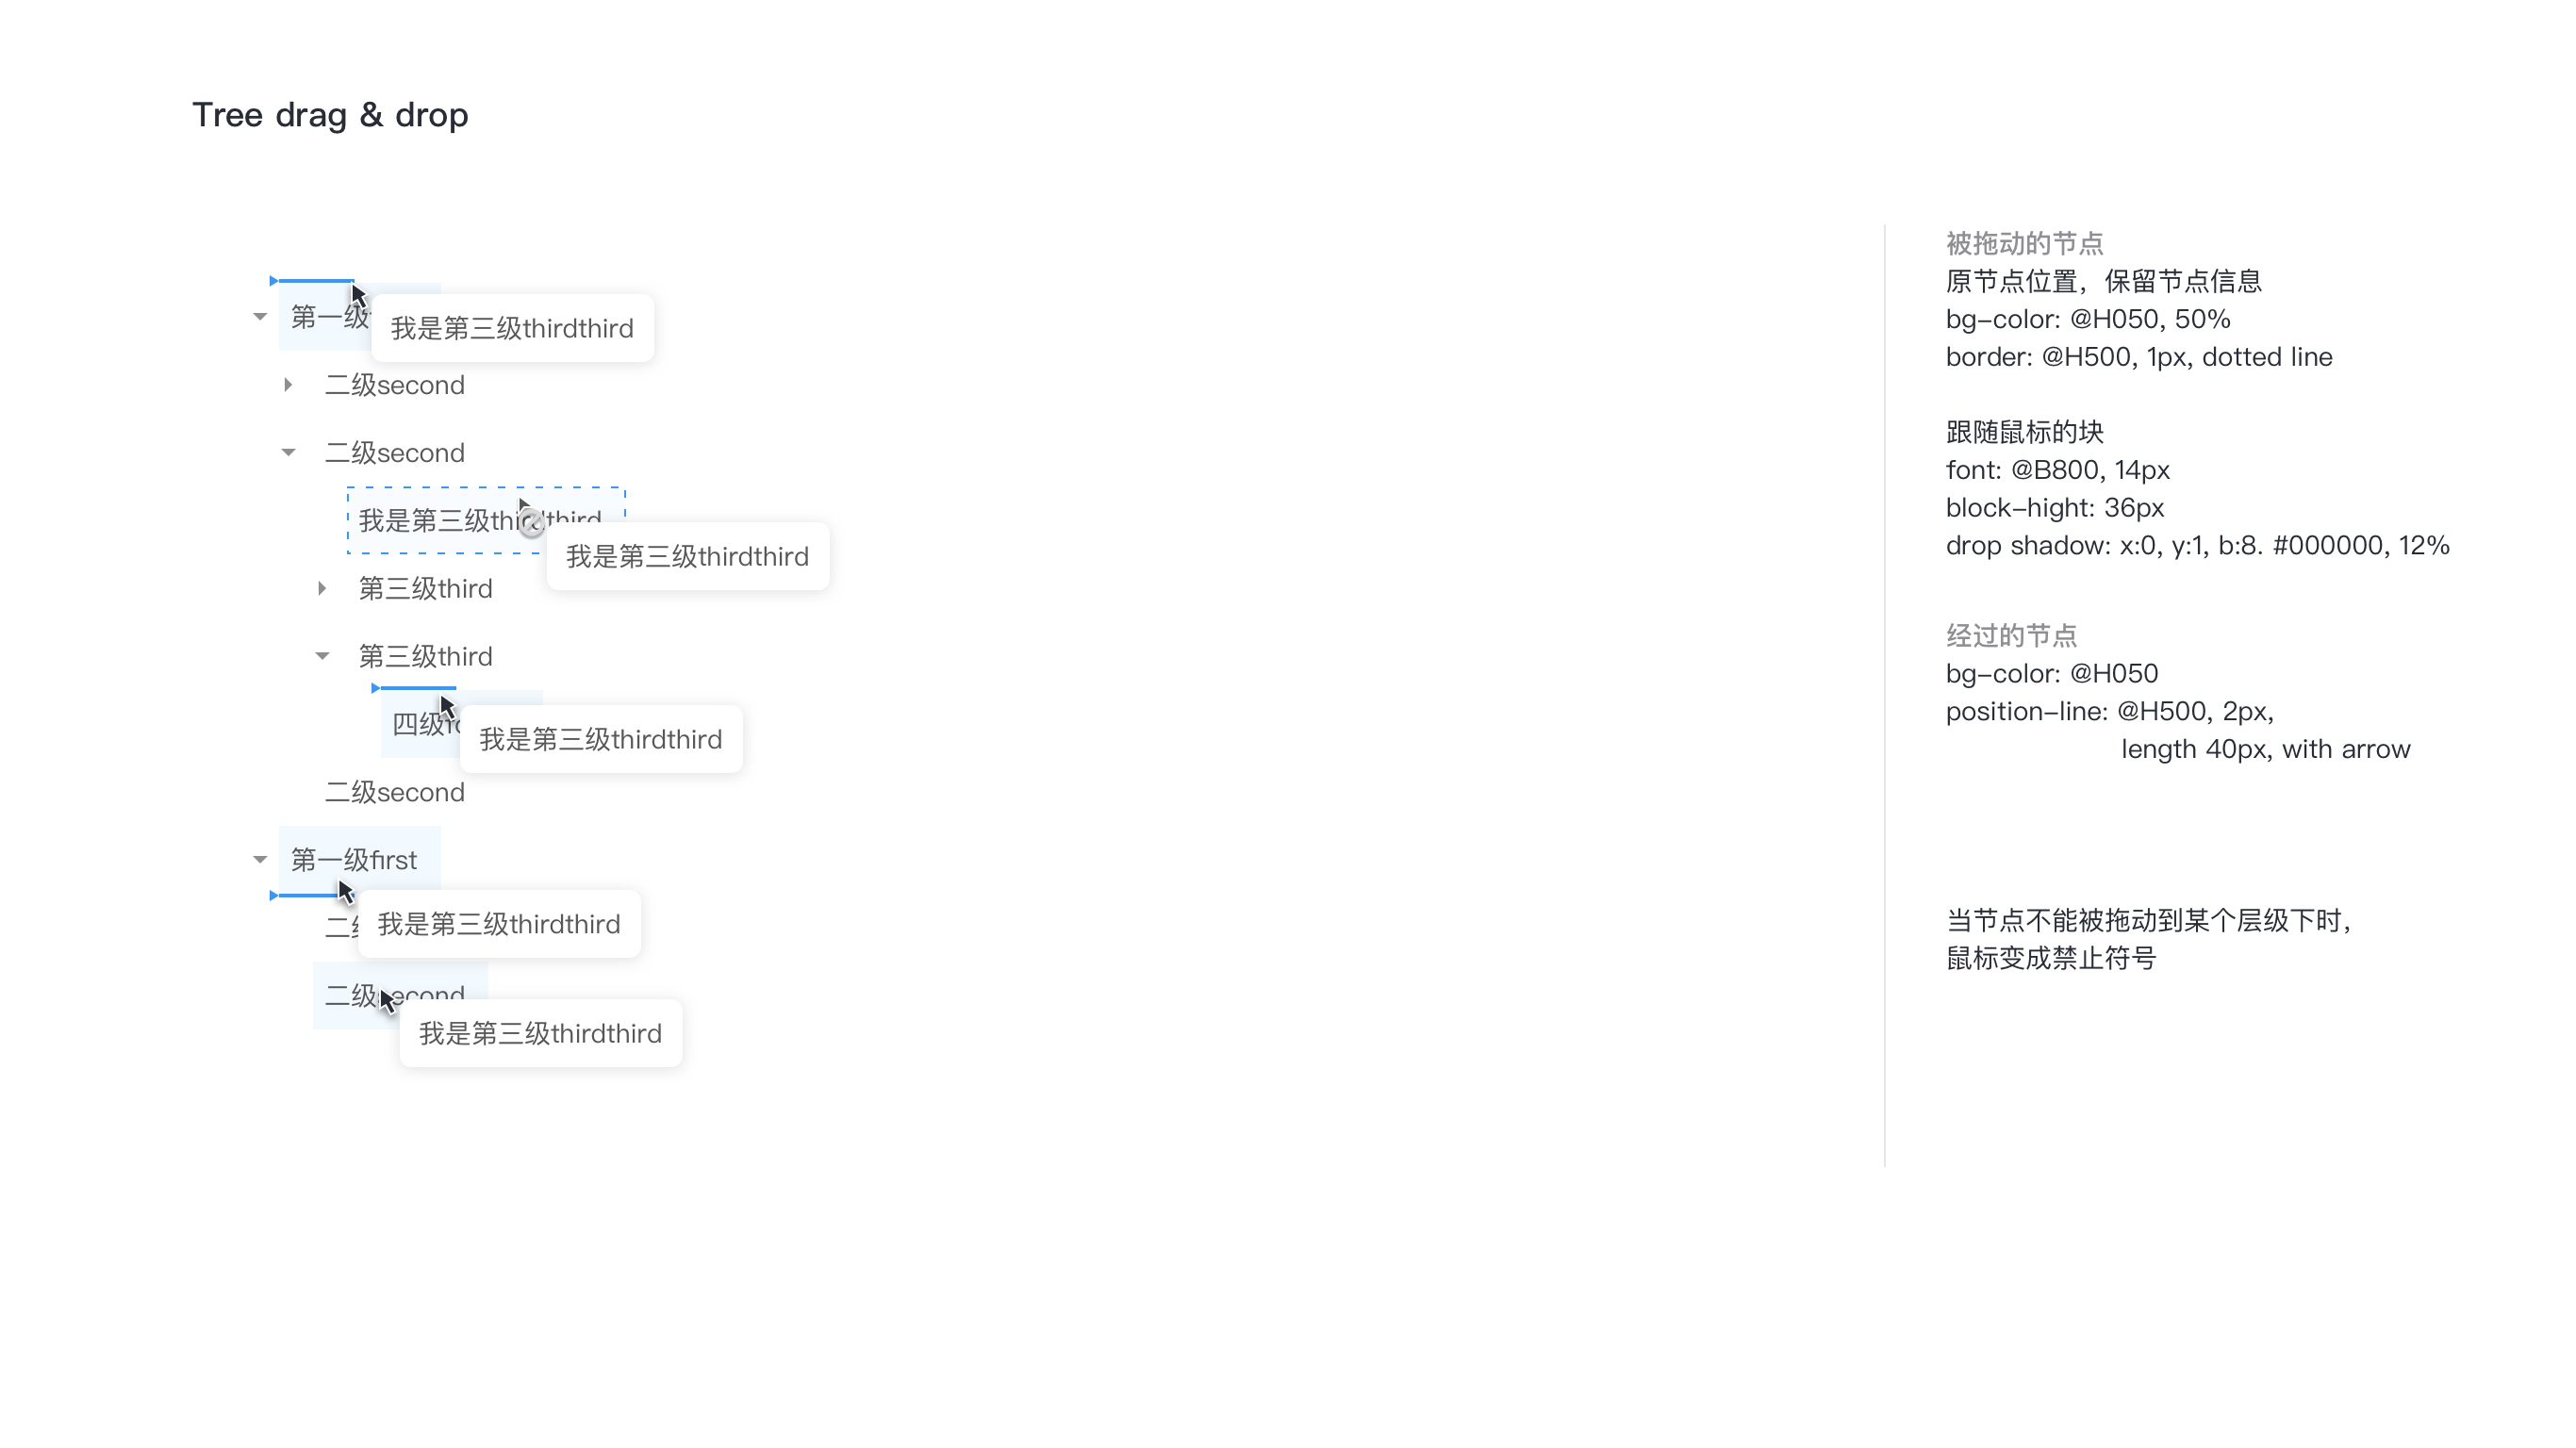 Tree drag & drop
第一级
我是第三级thirdthird
二级second
二级second
我是第三级thirdthird
我是第三级thirdthird
第三级third
第三级third
四级
我是第三级thirdthird
二级second
第一级first
我是第三级thirdthird
二级second
我是第三级thirdthird
被拖动的节点
原节点位置，保留节点信息
bg-color: @H050, 50%
border: @H500, 1px, dotted line
跟随鼠标的块
font: @B800, 14px
block-hight: 36px
drop shadow: x:0, y:1, b:8. #000000, 12%
经过的节点
bg-color: @H050
position-line: @H500, 2px,
length 40px, with arrow
当节点不能被拖动到某个层级下时，
鼠标变成禁止符号